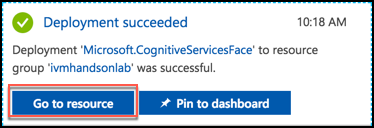 Deployment succeeded 10:18 AM
Deployment 'Microsoft.CognitiveServicesFace' to resource
group 'ivmhandsonlab' was successful.
Go to resource Pin to dashboard